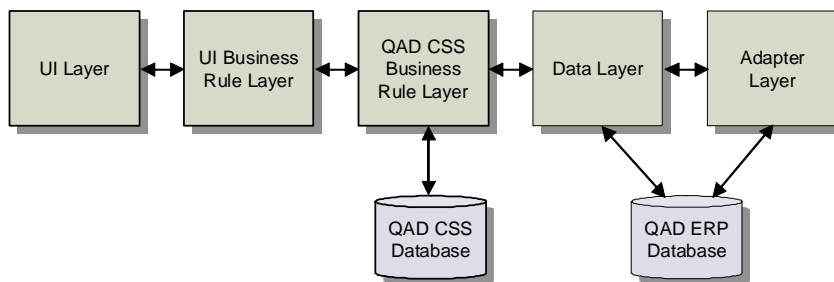 UI Layer
UI Business
Rule Layer
QAD CSS
Business
Rule Layer
Data Layer
Adapter
Layer
QAD CSS
Database
QAD ERP
Database